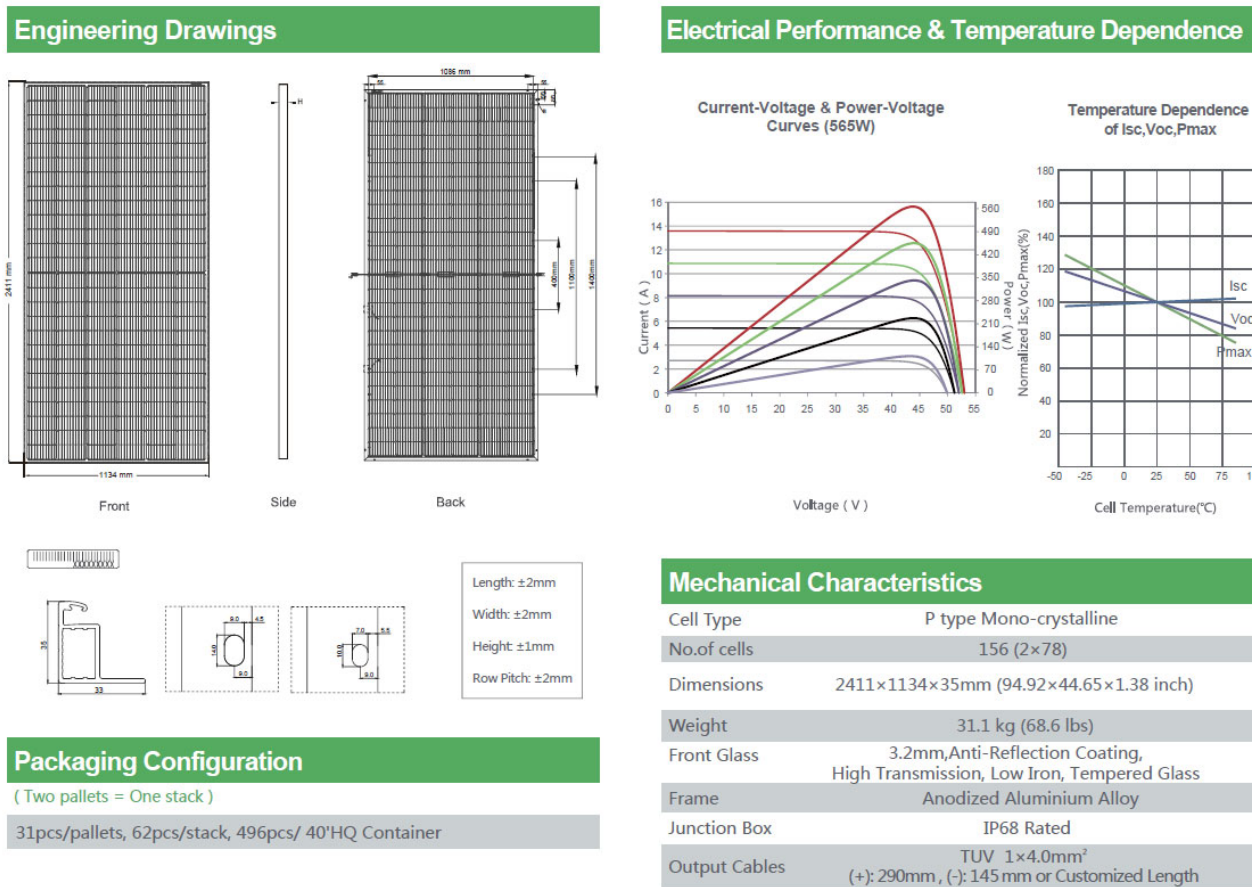 Engineering Drawings
1086 mm
2411 mm
H
400mm
1100mm
1400mm
1134 mm
Front
Side
Back
Length: ±2mm
Width: ±2mm
Height: ±1mm
Row Pitch: ±2mm
35
33
9.0 4.5
14.0
9.0
7.0 5.5
10.0
9.0
Packaging Configuration
( Two pallets = One stack )
31pcs/pallets, 62pcs/stack, 496pcs/ 40'HQ Container
Electrical Performance & Temperature Dependence
Current-Voltage & Power-Voltage
Curves (565W)
16
14
12
10
8
6
4
2
0
Current ( A )
560
490
420
350
280
210
140
70
0
Power ( W )
0 5 10 15 20 25 30 35 40 45 50 55
Voltage ( V )
Temperature Dependence
of Isc,Voc,Pmax
180
160
140
120
100
80
60
40
20
Normalized Isc,Voc,Pmax(%)
Isc
Voc
Pmax
-50 -25 0 25 50 75
Cell Temperature(℃)
Mechanical Characteristics
Cell Type P type Mono-crystalline
No.of cells 156 (2×78)
Dimensions 2411×1134×35mm (94.92×44.65×1.38 inch)
Weight 31.1 kg (68.6 lbs)
Front Glass 3.2mm,Anti-Reflection Coating,
High Transmission, Low Iron, Tempered Glass
Frame Anodized Aluminium Alloy
Junction Box IP68 Rated
Output Cables TUV 1×4.0mm²
(+): 290mm , (-): 145 mm or Customized Length